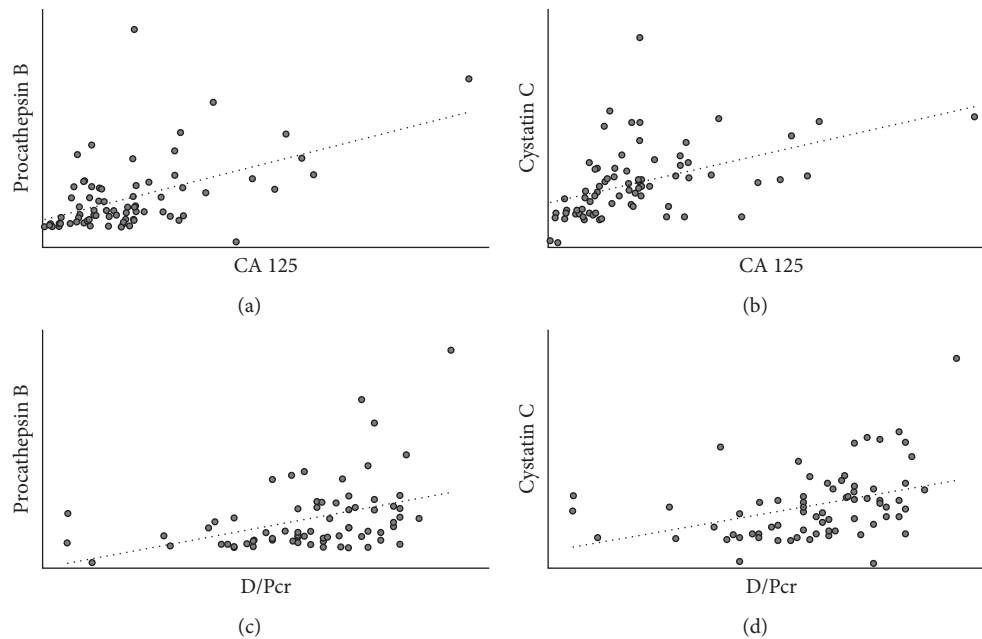 Procathepsin B
CA 125
(a)
Cystatin C
CA 125
(b)
Procathepsin B
D/Pcr
(c)
Cystatin C
D/Pcr
(d)